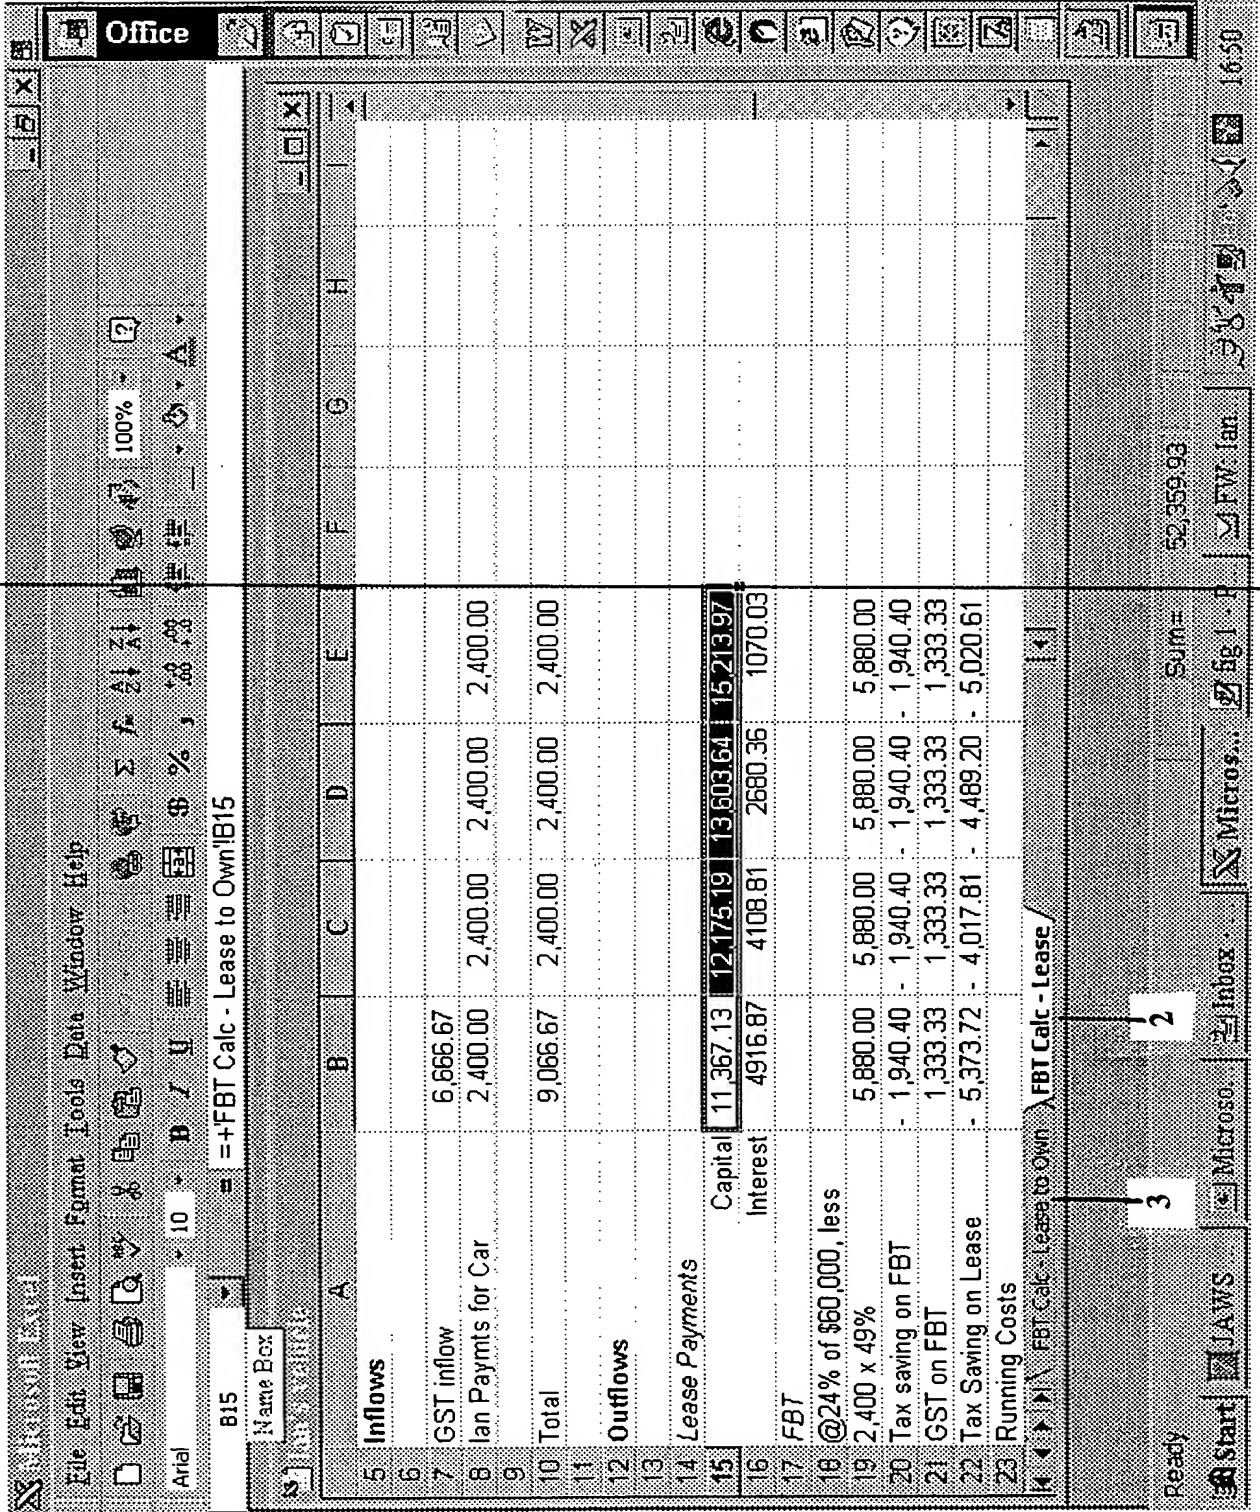 Microsoft Excel
File Edit View Insert Format Tools Data Window Help
100%
Arial 10 B I U $ % ,
B15 = =+'FBT Calc - Lease to Own'!B15
Name Box
Office
A B C D E F G H I
5 Inflows
6
7 GST inflow 6,666.67
8 Ian Paymts for Car 2,400.00 2,400.00 2,400.00 2,400.00
9
10 Total 9,066.67 2,400.00 2,400.00 2,400.00
11
12 Outflows
13
14 Lease Payments
15 Capital 11,367.13 12,175.19 13,603.64 15,213.97
16 Interest 4916.87 4108.81 2680.36 1070.03
17 FBT
18 @24% of $60,000, less
19 2,400 x 49% 5,880.00 5,880.00 5,880.00 5,880.00
20 Tax saving on FBT - 1,940.40 - 1,940.40 - 1,940.40 - 1,940.40
21 GST on FBT 1,333.33 1,333.33 1,333.33 1,333.33
22 Tax Saving on Lease - 5,373.72 - 4,017.81 - 4,489.20 - 5,020.61
23 Running Costs
FBT Calc - Lease to Own FBT Calc - Lease
3 2
Ready Sum= 52,359.93
Start JAWS... Microso... Inbox - Micros... fig 1 - P... FW. Ian. 16:50